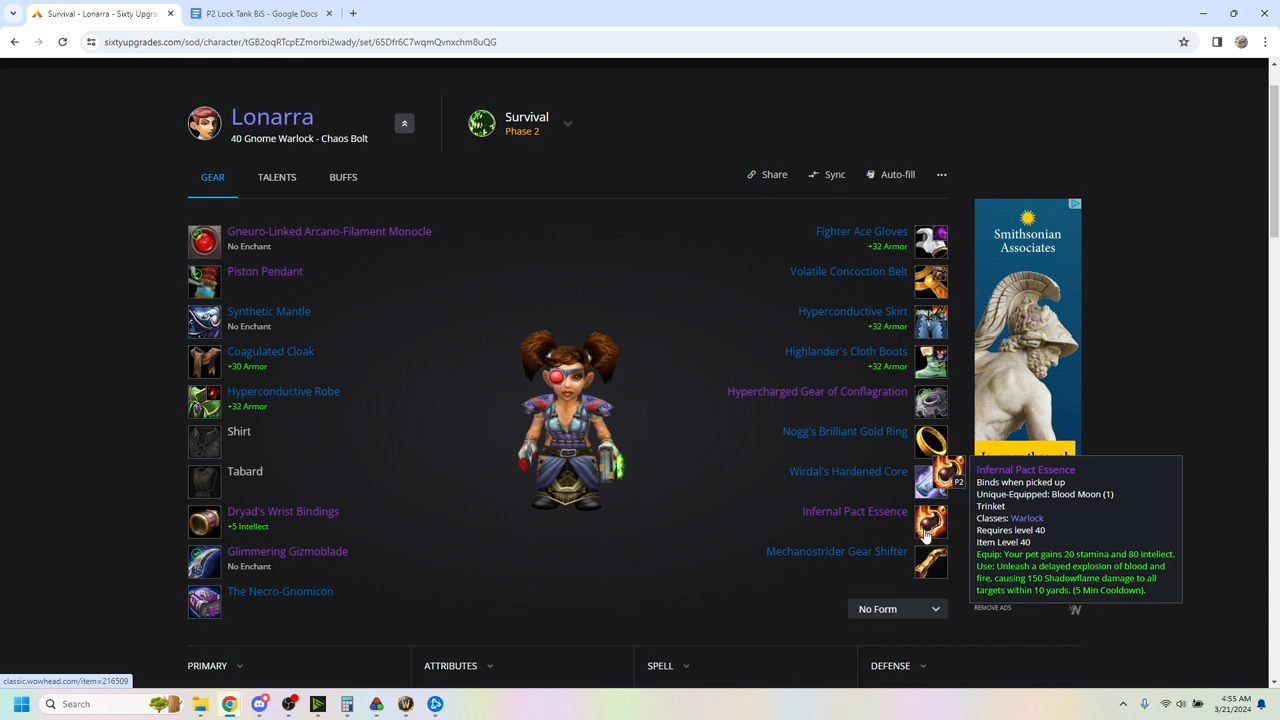 Survival - Lonarra - Sixty Upgra
P2 Lock Tank BiS - Google Docs
sixtyupgrades.com/sod/character/tGB2oqRTcpEZmorbi2wady/set/65Dfr6C7wqmQvnxchm8uQG
Lonarra
40 Gnome Warlock - Chaos Bolt
Survival
Phase 2
GEAR
TALENTS
BUFFS
Share
Sync
Auto-fill
Gneuro-Linked Arcano-Filament Monocle
No Enchant
Piston Pendant
Synthetic Mantle
No Enchant
Coagulated Cloak
+30 Armor
Hyperconductive Robe
+32 Armor
Shirt
Tabard
Dryad's Wrist Bindings
+5 Intellect
Glimmering Gizmoblade
No Enchant
The Necro-Gnomicon
Fighter Ace Gloves
+32 Armor
Volatile Concoction Belt
Hyperconductive Skirt
+32 Armor
Highlander's Cloth Boots
+32 Armor
Hypercharged Gear of Conflagration
Nogg's Brilliant Gold Ring
Wirdal's Hardened Core
Infernal Pact Essence
Mechanostrider Gear Shifter
No Form
P2
Infernal Pact Essence
Binds when picked up
Unique-Equipped: Blood Moon (1)
Trinket
Classes: Warlock
Requires level 40
Item Level 40
Equip: Your pet gains 20 stamina and 80 intellect.
Use: Unleash a delayed explosion of blood and
fire, causing 150 Shadowflame damage to all
targets within 10 yards. (5 Min Cooldown).
Smithsonian
Associates
REMOVE ADS
PRIMARY
ATTRIBUTES
SPELL
DEFENSE
classic.wowhead.com/item=216509
Search
4:55 AM
3/21/2024